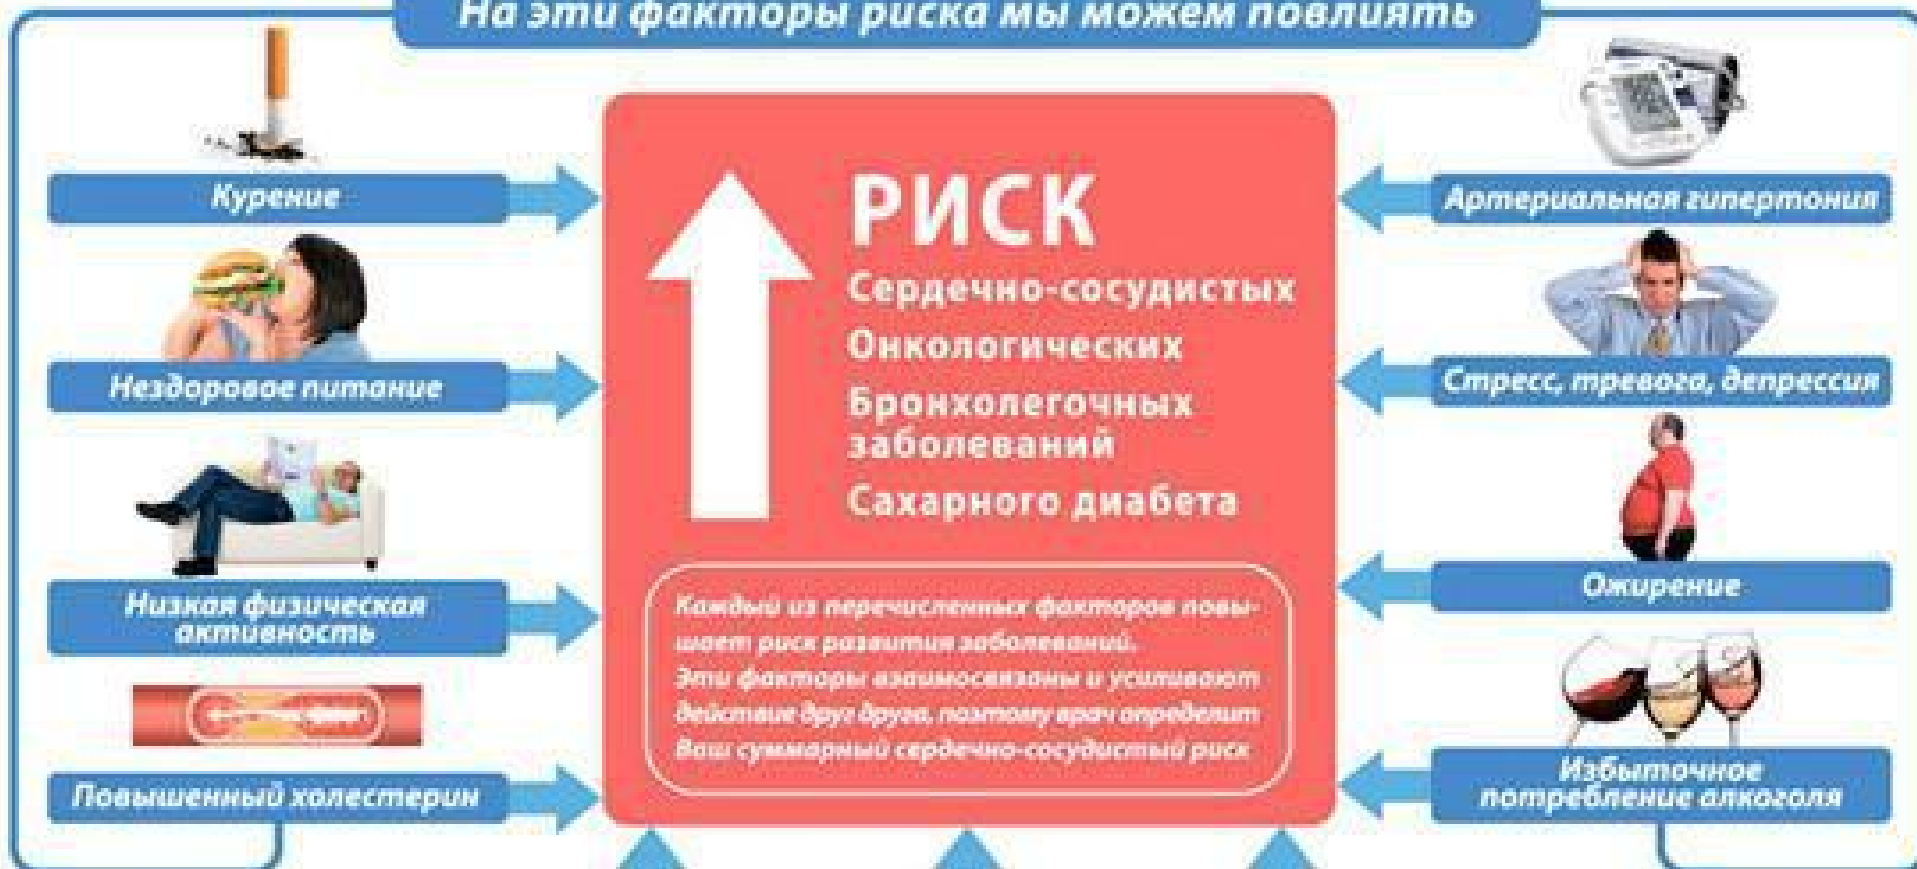 На эти факторы риска мы можем повлиять
Курение
Нездоровое питание
Низкая физическая
активность
Повышенный холестерин
РИСК
Сердечно-сосудистых
Онкологических
Бронхолегочных
заболеваний
Сахарного диабета
Каждый из перечисленных факторов повы-
шает риск развития заболеваний.
Эти факторы взаимосвязаны и усиливают
действие друг друга, поэтому врач определит
Ваш суммарный сердечно-сосудистый риск
Артериальная гипертония
Стресс, тревога, депрессия
Ожирение
Избыточное
потребление алкоголя